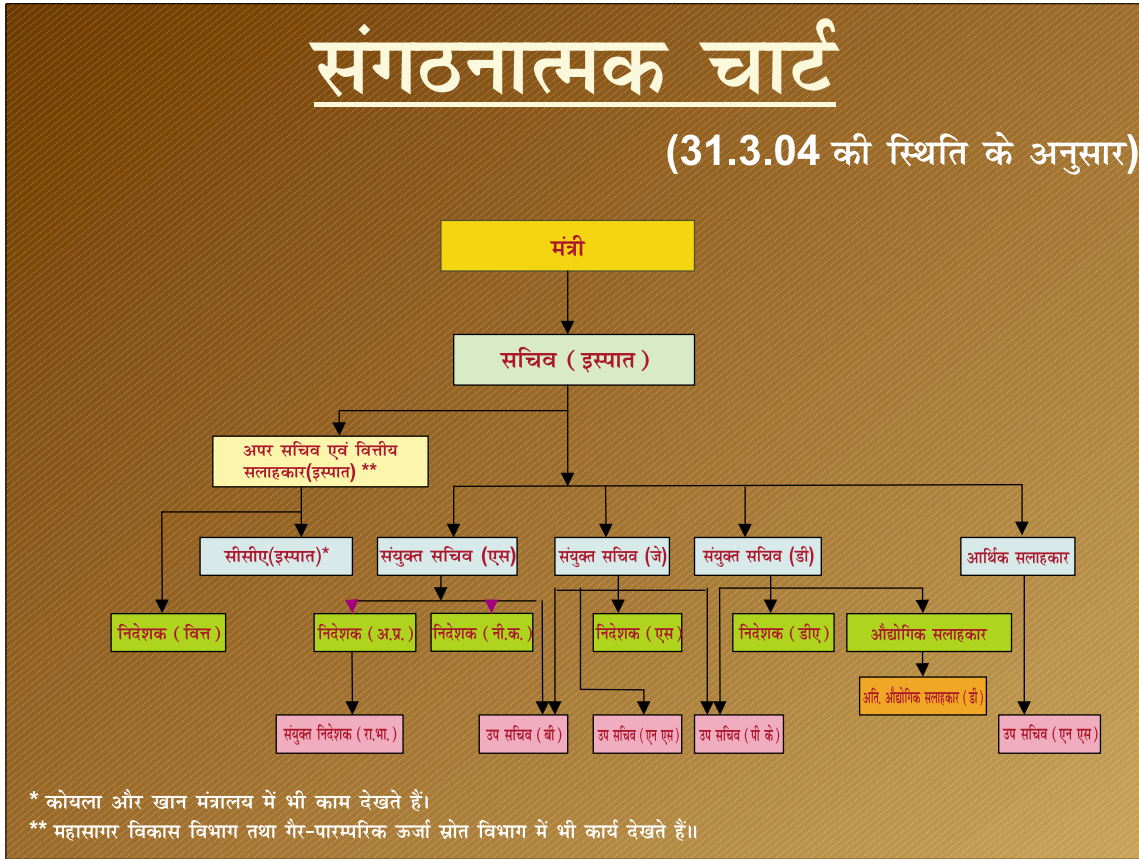 संगठनात्मक चार्ट
(31.3.04 की स्थिति के अनुसार)
मंत्री
सचिव (इस्पात)
अपर सचिव एवं वित्तीय
सलाहकार(इस्पात) **
सीसीए(इस्पात)*
संयुक्त सचिव (एस)
संयुक्त सचिव (जे)
संयुक्त सचिव (डी)
आर्थिक सलाहकार
निदेशक (वित्त)
निदेशक (अ.प्र.)
निदेशक (नी.क.)
निदेशक (एस)
निदेशक (डीए)
औद्योगिक सलाहकार
अति. औद्योगिक सलाहकार (डी)
संयुक्त निदेशक (रा.भा.)
उप सचिव (बी)
उप सचिव (एन एस)
उप सचिव (पी के)
उप सचिव (एन एस)
* कोयला और खान मंत्रालय में भी काम देखते हैं।
** महासागर विकास विभाग तथा गैर-पारम्परिक ऊर्जा स्रोत विभाग में भी कार्य देखते हैं॥